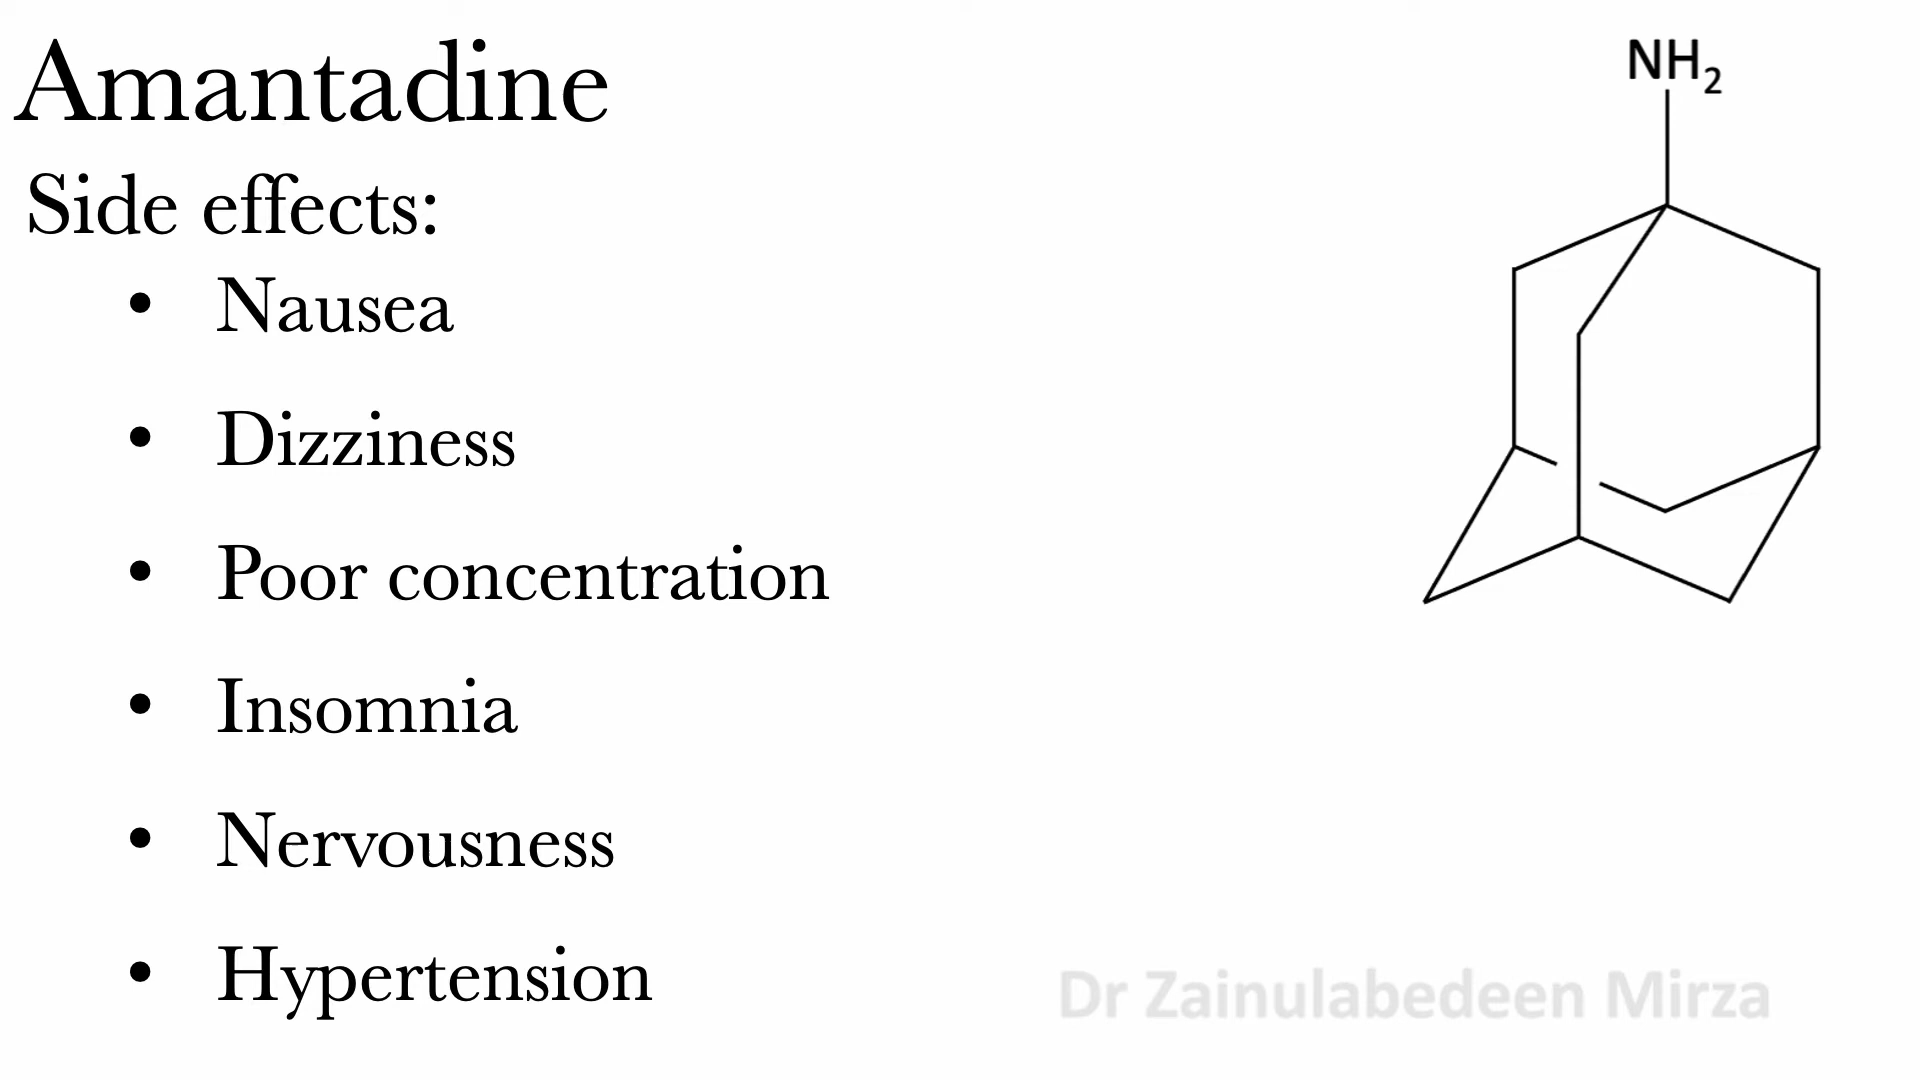 Amantadine
Side effects:
• Nausea
• Dizziness
• Poor concentration
• Insomnia
• Nervousness
• Hypertension
NH₂
Dr Zainulabedeen Mirza